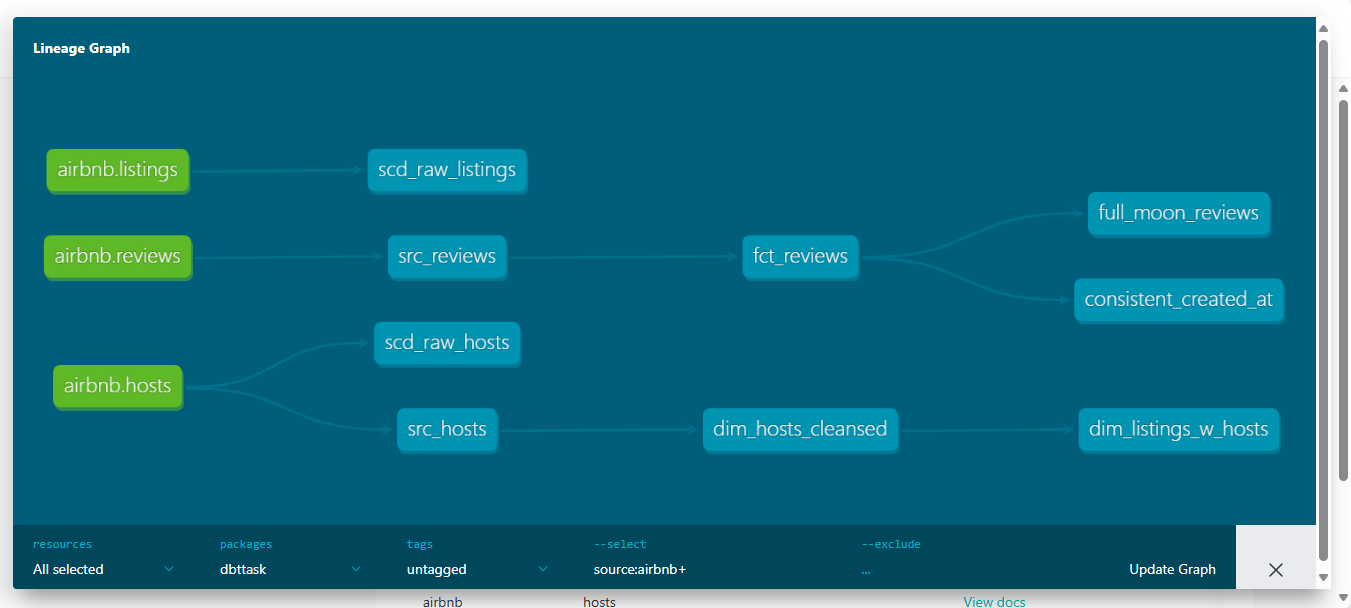 Lineage Graph
airbnb.listings
scd_raw_listings
full_moon_reviews
airbnb.reviews
src_reviews
fct_reviews
consistent_created_at
scd_raw_hosts
airbnb.hosts
src_hosts
dim_hosts_cleansed
dim_listings_w_hosts
resources
packages
tags
--select
--exclude
All selected
dbttask
untagged
source:airbnb+
...
Update Graph
airbnb
hosts
View docs